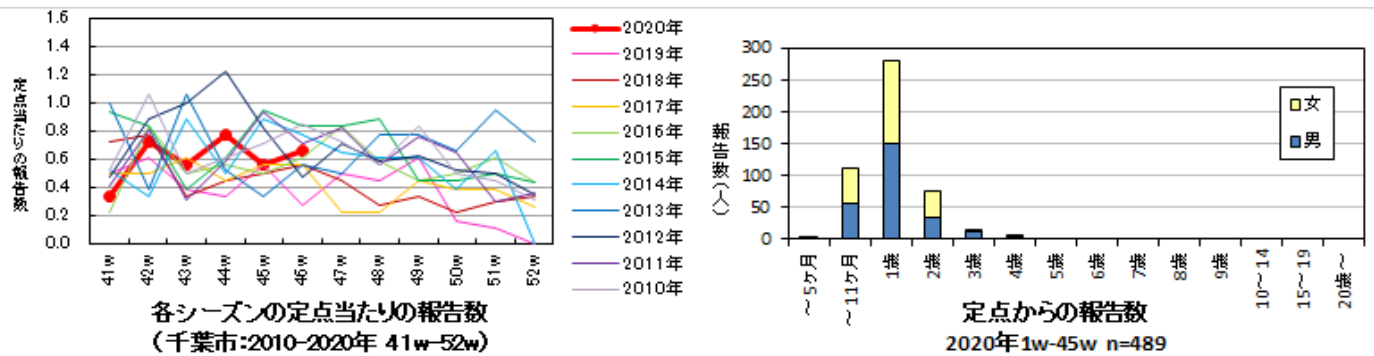 定点当たりの報告数
1.6
1.4
1.2
1.0
0.8
0.6
0.4
0.2
0.0
41w
42w
43w
44w
45w
46w
47w
48w
49w
50w
51w
52w
2020年
2019年
2018年
2017年
2016年
2015年
2014年
2013年
2012年
2011年
2010年
各シーズンの定点当たりの報告数
(千葉市:2010-2020年 41w-52w)
報告数(人)
300
250
200
150
100
50
0
女
男
~5ヶ月
~11ヶ月
1歳
2歳
3歳
4歳
5歳
6歳
7歳
8歳
9歳
10~14
15~19
20歳~
定点からの報告数
2020年1w-45w n=489